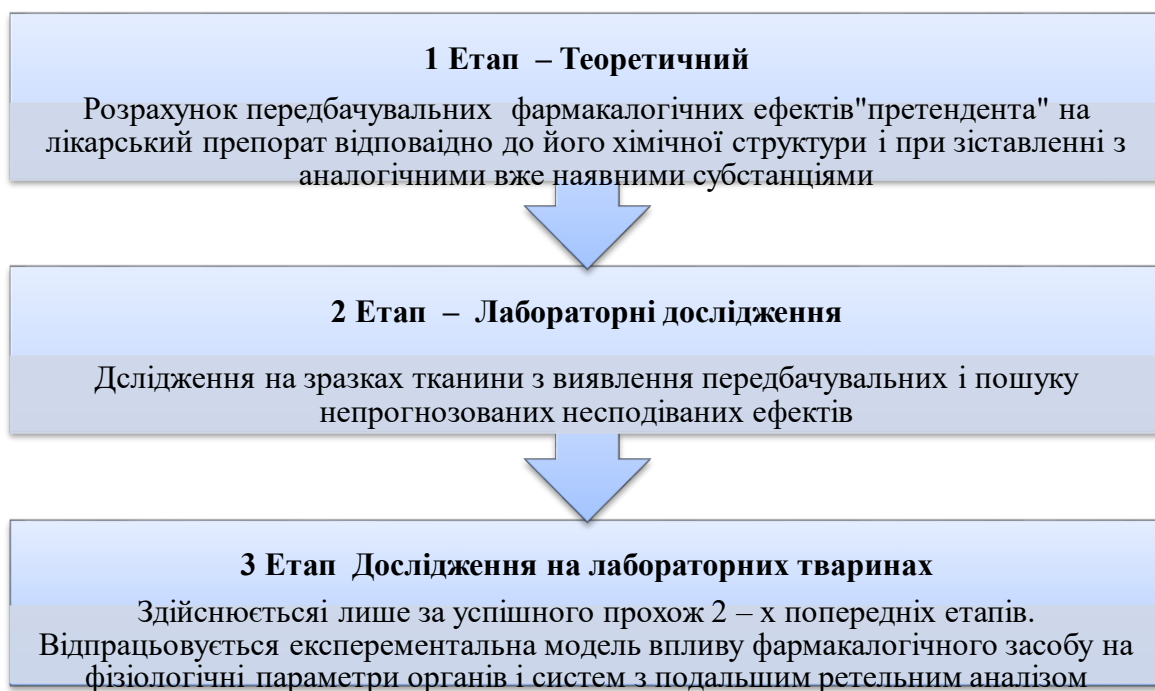 1 Етап – Теоретичний
Розрахунок передбачувальних фармакалогічних ефектів"претендента" на
лікарський препорат відповаідно до його хімічної структури і при зіставленні з
аналогічними вже наявними субстанціями
2 Етап – Лабораторні дослідження
Дслідження на зразках тканини з виявлення передбачувальних і пошуку
непрогнозованих несподіваних ефектів
3 Етап Дослідження на лабораторних тваринах
Здійснюєтьсяі лише за успішного прохож 2 – х попередніх етапів.
Відпрацьовується експерементальна модель впливу фармакалогічного засобу на
фізіологічні параметри органів і систем з подальшим ретельним аналізом